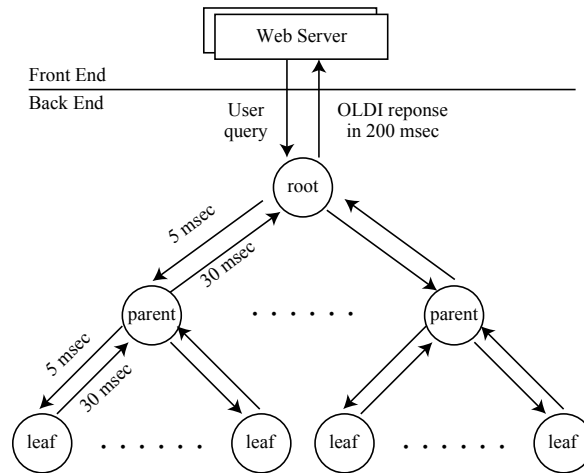 Web Server
Front End
Back End
User
query
OLDI reponse
in 200 msec
root
5 msec
30 msec
parent
. . . . . .
parent
5 msec
30 msec
leaf
. . . . . .
leaf
leaf
. . . . . .
leaf